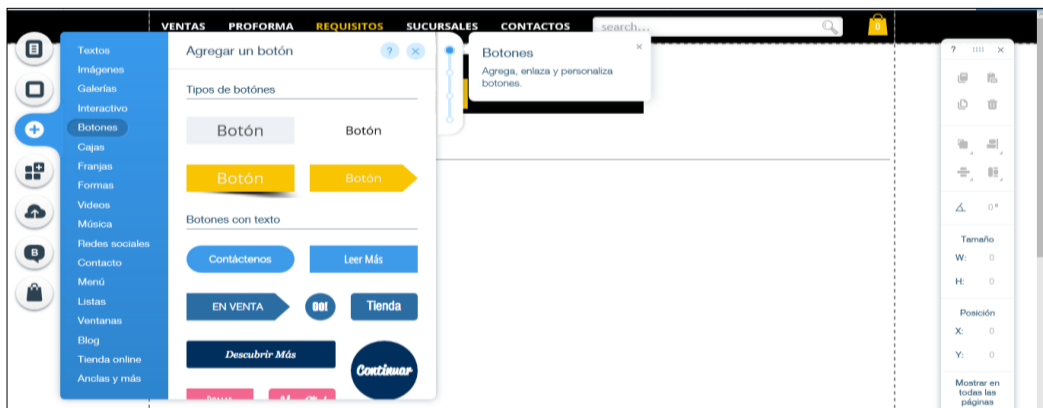 VENTAS PROFORMA REQUISITOS SUCURSALES CONTACTOS search... 0
Textos
Imágenes
Galerías
Interactivo
Botones
Cajas
Franjas
Formas
Videos
Música
Redes sociales
Contacto
Menú
Listas
Ventanas
Blog
Tienda online
Anclas y más
Agregar un botón ? ×
Tipos de botónes
Botón Botón
Botón Botón
Botones con texto
Contáctenos Leer Más
EN VENTA GO! Tienda
Descubrir Más
Continuar
Botones ×
Agrega, enlaza y personaliza
botones.
B
? ×
0°
Tamaño
W: 0
H: 0
Posición
X: 0
Y: 0
Mostrar en
todas las
páginas